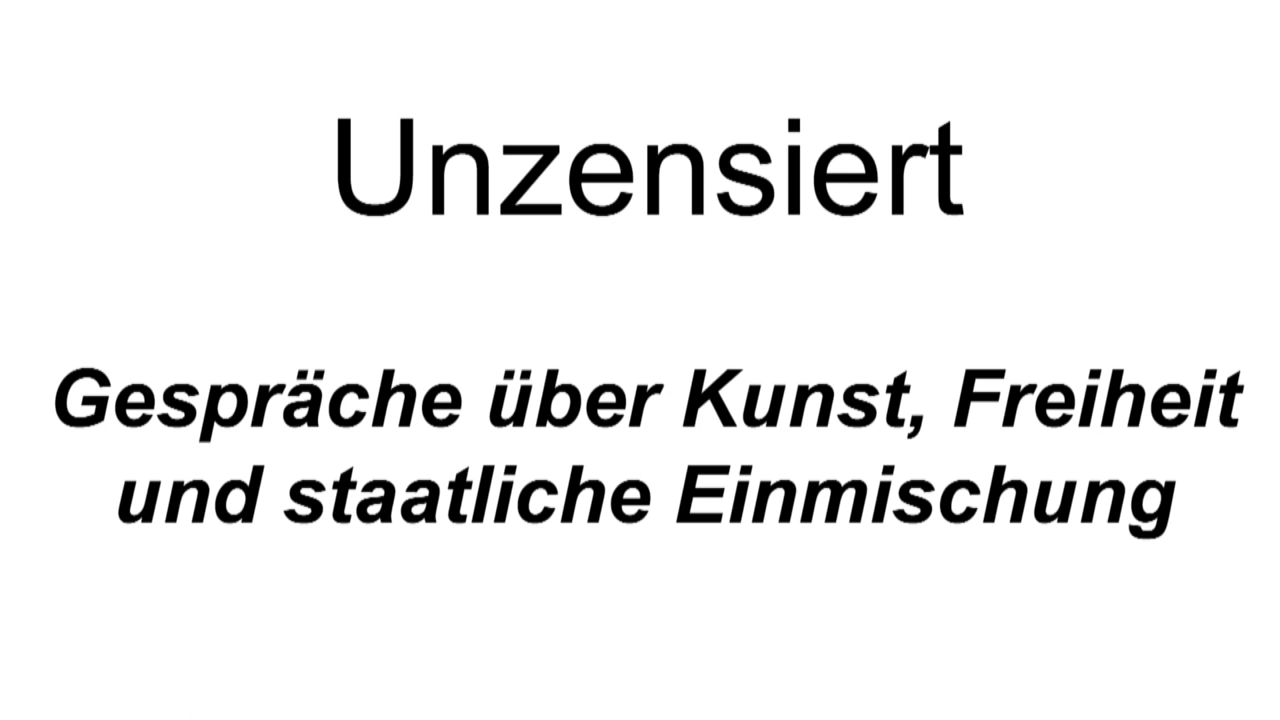 Unzensiert
Gespräche über Kunst, Freiheit
und staatliche Einmischung